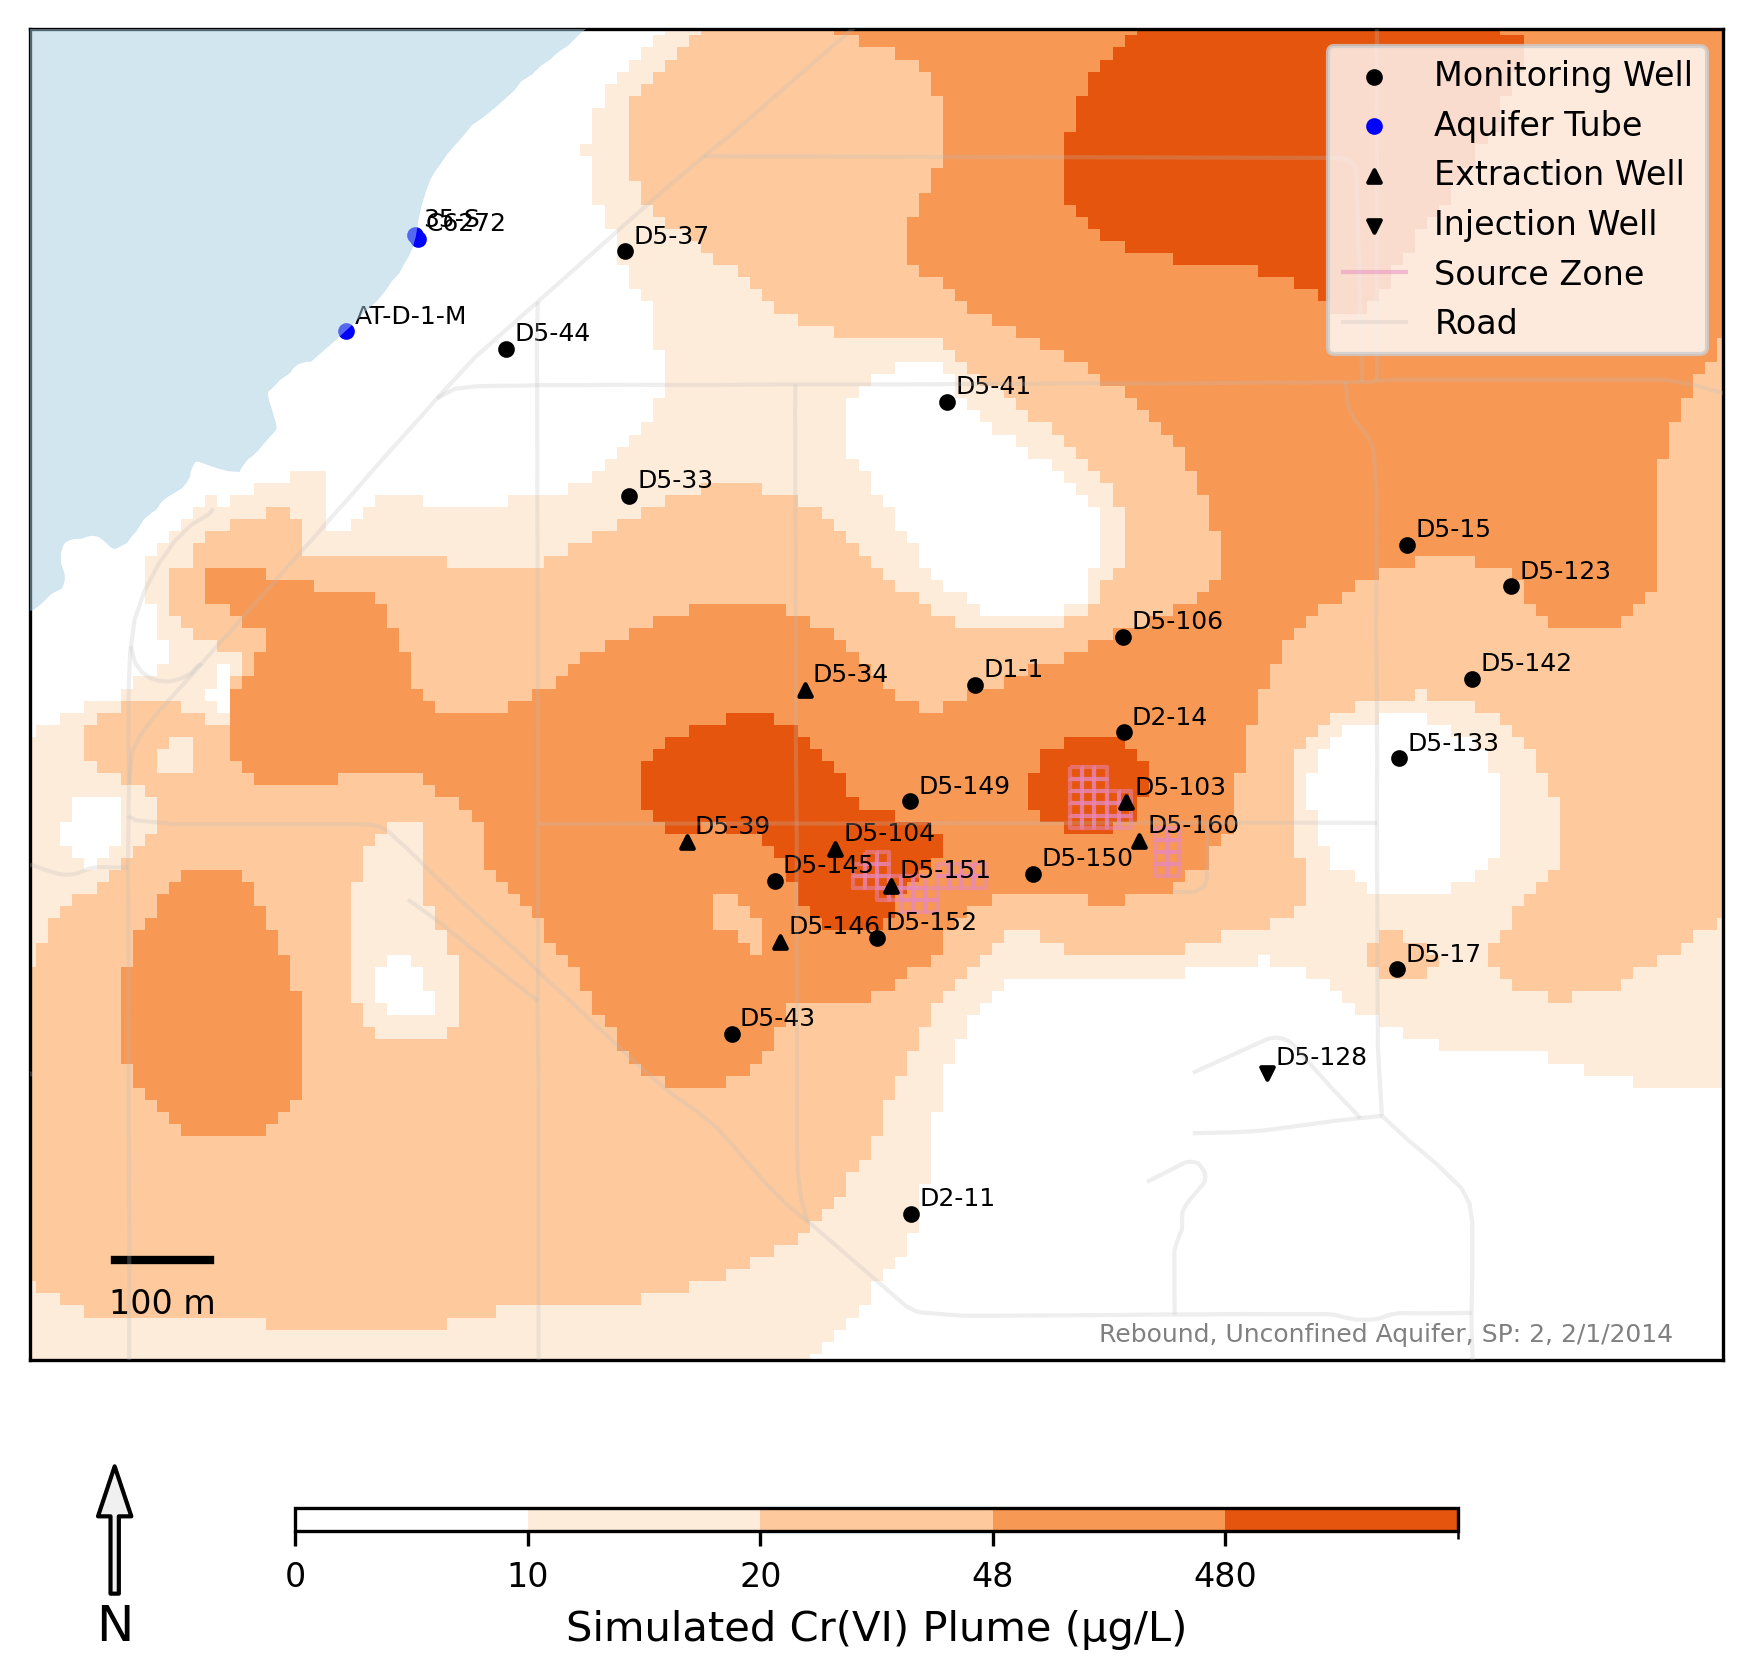 Monitoring Well
Aquifer Tube
Extraction Well
Injection Well
Source Zone
Road
35-S
C6272
D5-37
AT-D-1-M
D5-44
D5-41
D5-33
D5-15
D5-123
D5-106
D5-142
D1-1
D5-34
D2-14
D5-133
D5-149
D5-103
D5-39
D5-104
D5-160
D5-145
D5-151
D5-150
D5-146
D5-152
D5-17
D5-43
D5-128
D2-11
100 m
Rebound, Unconfined Aquifer, SP: 2, 2/1/2014
0 10 20 48 480
Simulated Cr(VI) Plume (μg/L)
N